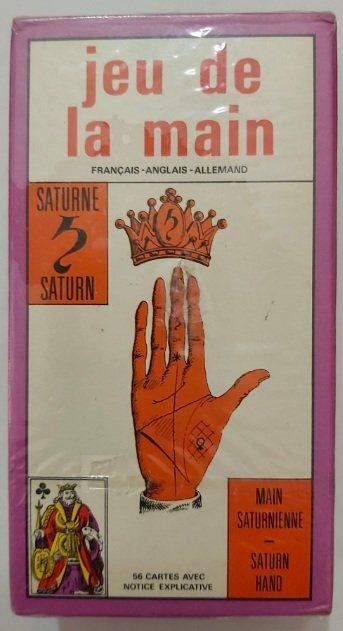 jeu de
la main
FRANÇAIS-ANGLAIS-ALLEMAND
SATURNE
♄
SATURN
MAIN
SATURNIENNE
—
SATURN
HAND
56 CARTES AVEC
NOTICE EXPLICATIVE